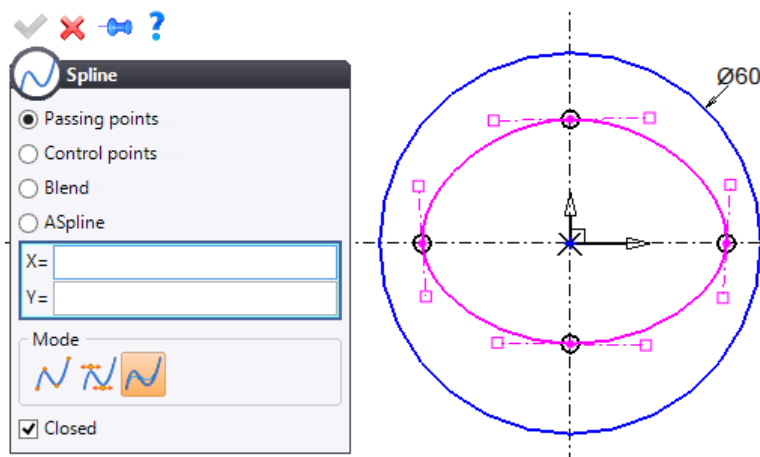 ?
Spline
Passing points
Control points
Blend
ASpline
X=
Y=
Mode
Closed
Ø60